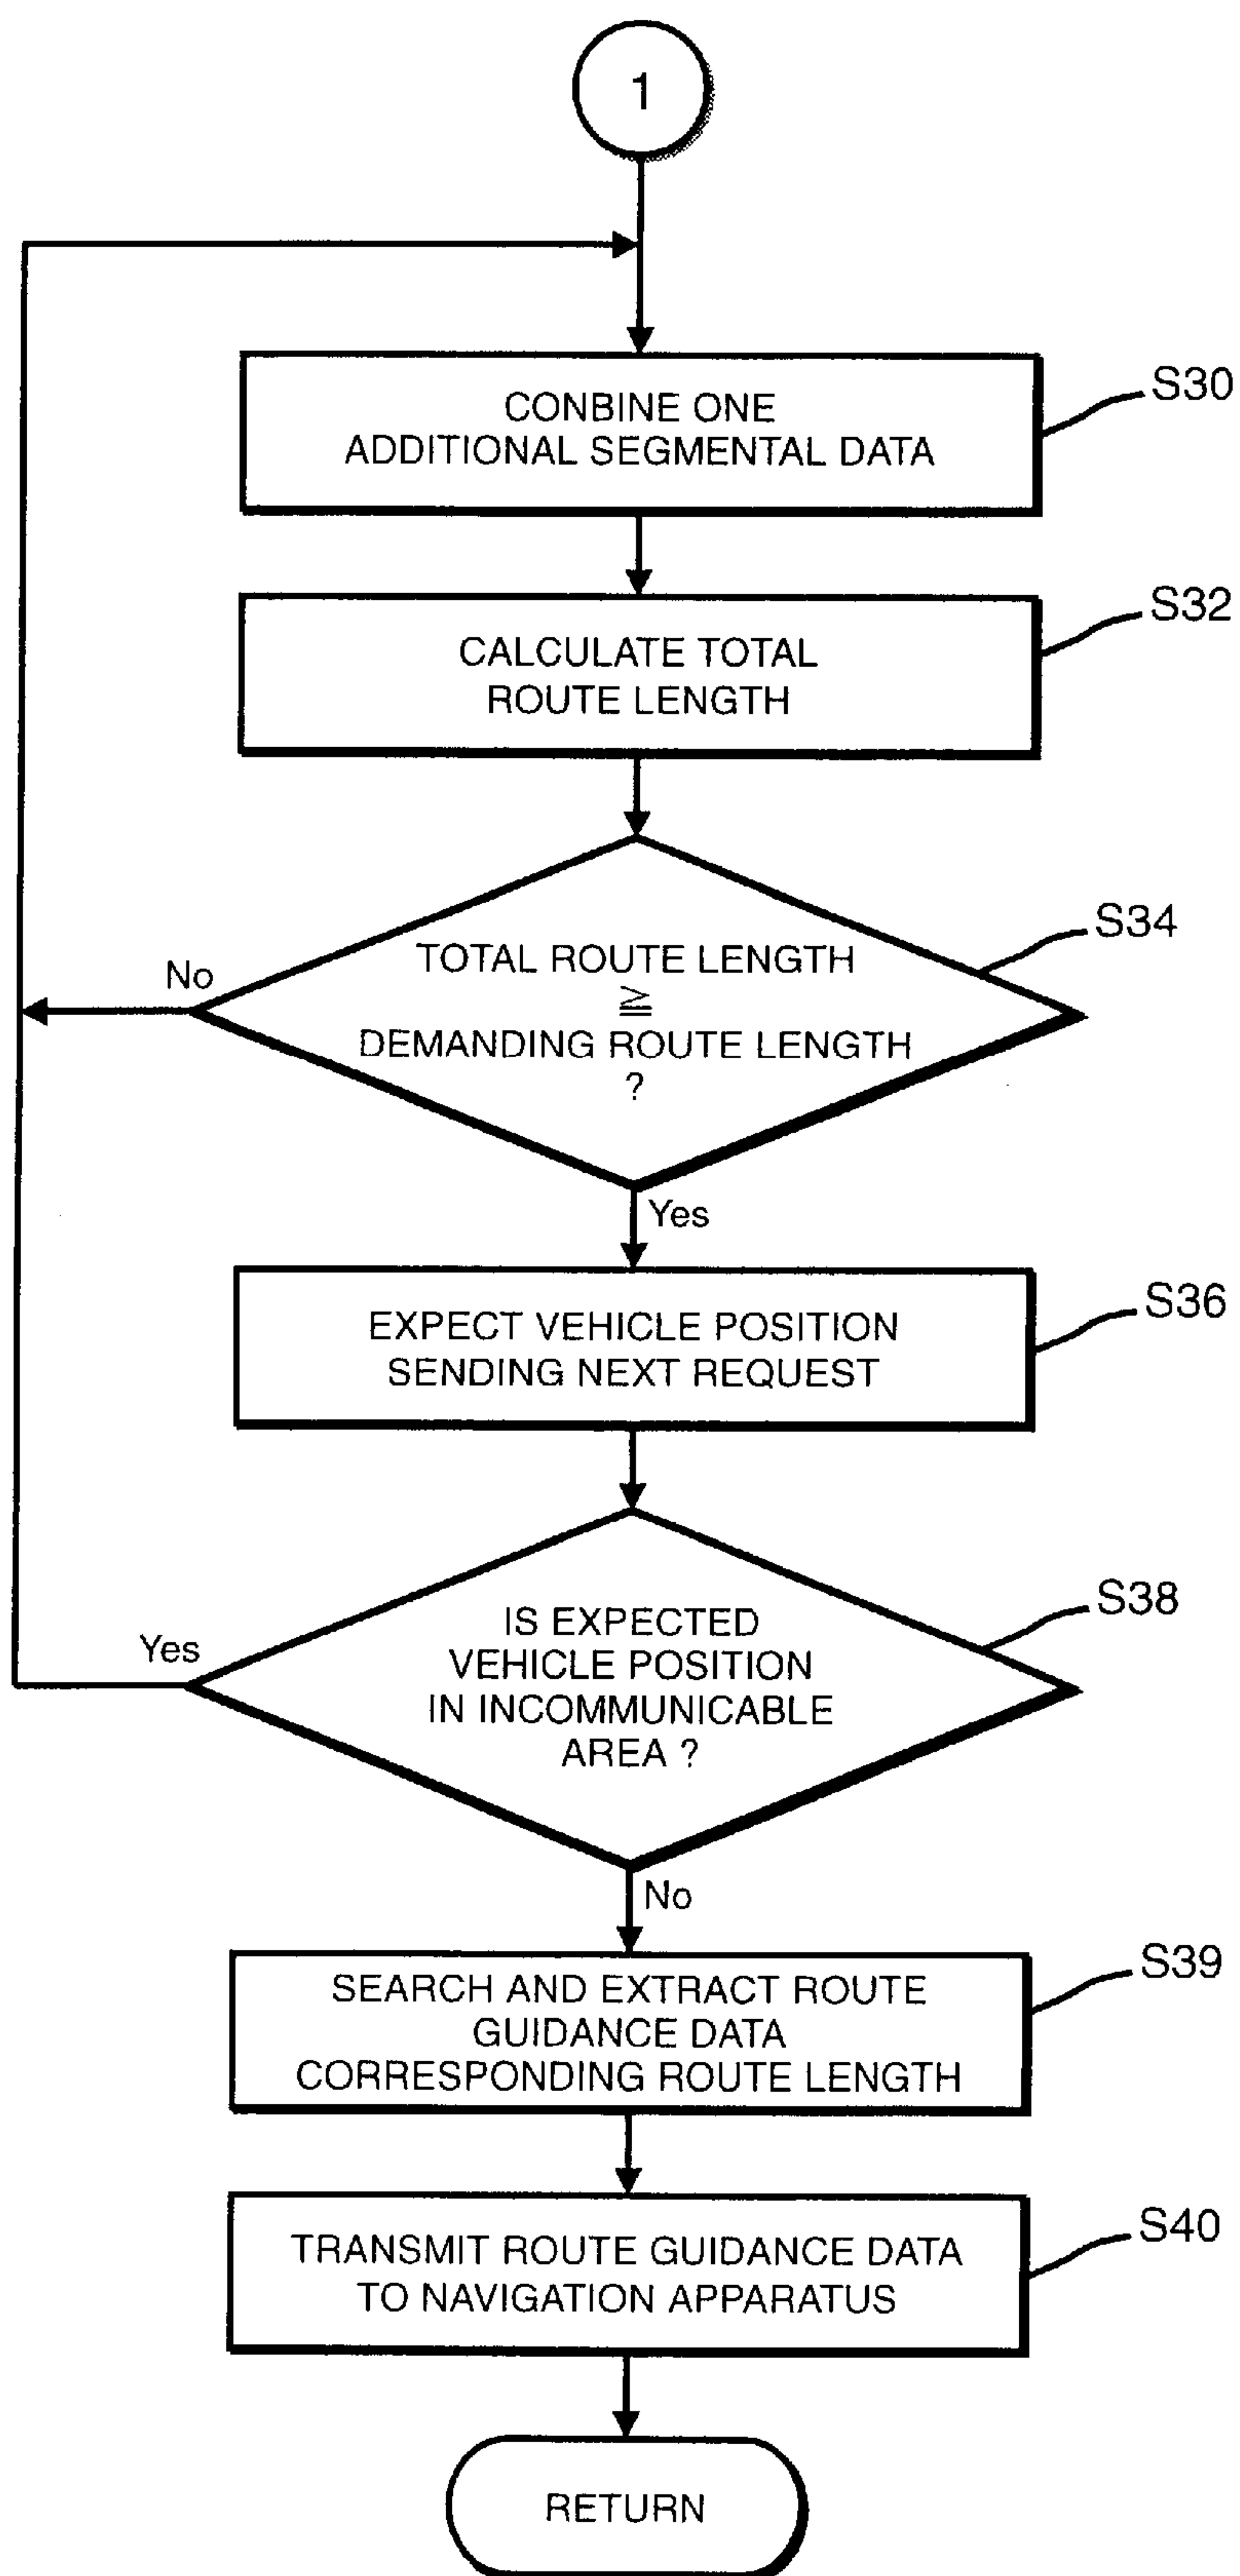 1
CONBINE ONE
ADDITIONAL SEGMENTAL DATA
S30
CALCULATE TOTAL
ROUTE LENGTH
S32
TOTAL ROUTE LENGTH
≧
DEMANDING ROUTE LENGTH
?
S34
No
Yes
EXPECT VEHICLE POSITION
SENDING NEXT REQUEST
S36
IS EXPECTED
VEHICLE POSITION
IN INCOMMUNICABLE
AREA ?
S38
Yes
No
SEARCH AND EXTRACT ROUTE
GUIDANCE DATA
CORRESPONDING ROUTE LENGTH
S39
TRANSMIT ROUTE GUIDANCE DATA
TO NAVIGATION APPARATUS
S40
RETURN